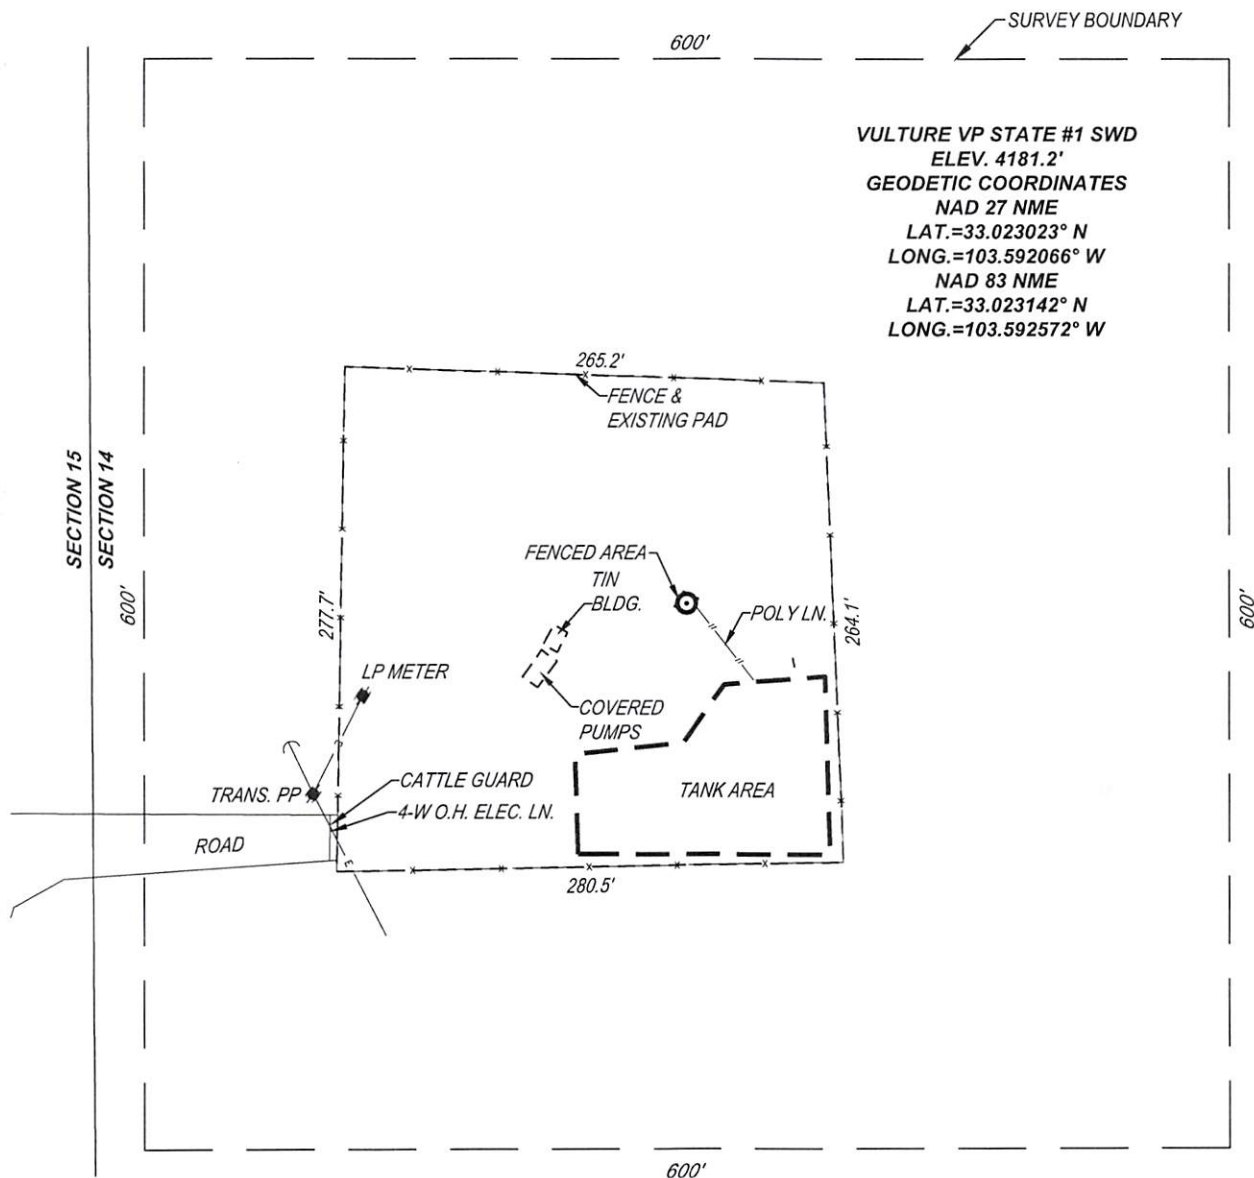 SURVEY BOUNDARY
600'
VULTURE VP STATE #1 SWD
ELEV. 4181.2'
GEODETIC COORDINATES
NAD 27 NME
LAT.=33.023023° N
LONG.=103.592066° W
NAD 83 NME
LAT.=33.023142° N
LONG.=103.592572° W
265.2'
FENCE &
EXISTING PAD
SECTION 15
SECTION 14
FENCED AREA
TIN
BLDG.
600'
277.7'
POLY LN.
264.1'
600'
LP METER
COVERED
PUMPS
TRANS. PP
CATTLE GUARD
4-W O.H. ELEC. LN.
TANK AREA
ROAD
E
280.5'
600'